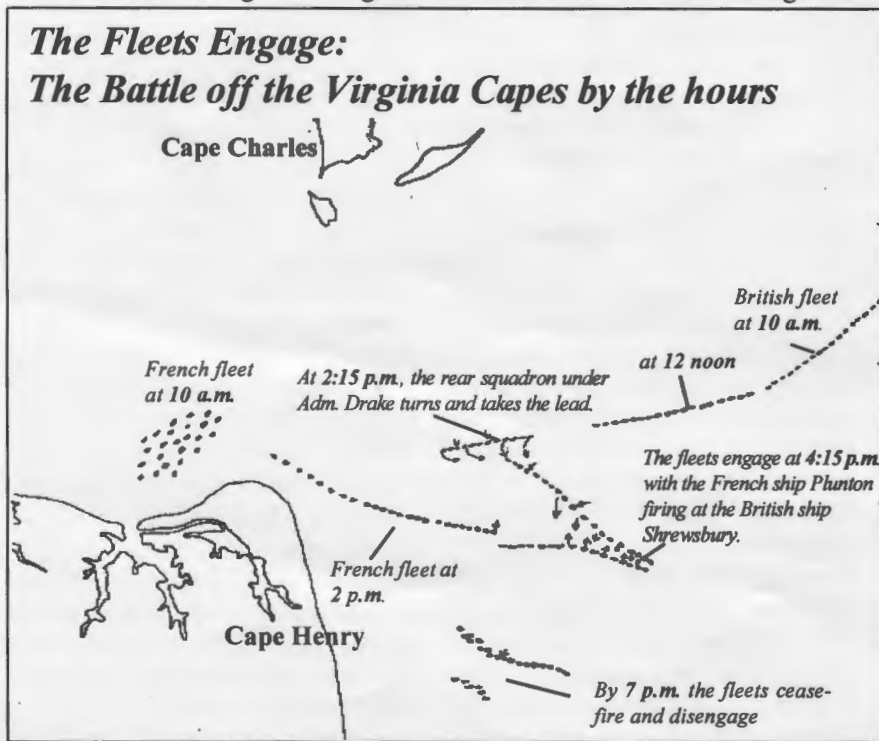 The Fleets Engage:
The Battle off the Virginia Capes by the hours
Cape Charles
British fleet
at 10 a.m.
at 12 noon
French fleet
at 10 a.m.
At 2:15 p.m., the rear squadron under
Adm. Drake turns and takes the lead.
The fleets engage at 4:15 p.m.
with the French ship Plunton
firing at the British ship
Shrewsbury.
French fleet at
2 p.m.
Cape Henry
By 7 p.m. the fleets cease-
fire and disengage